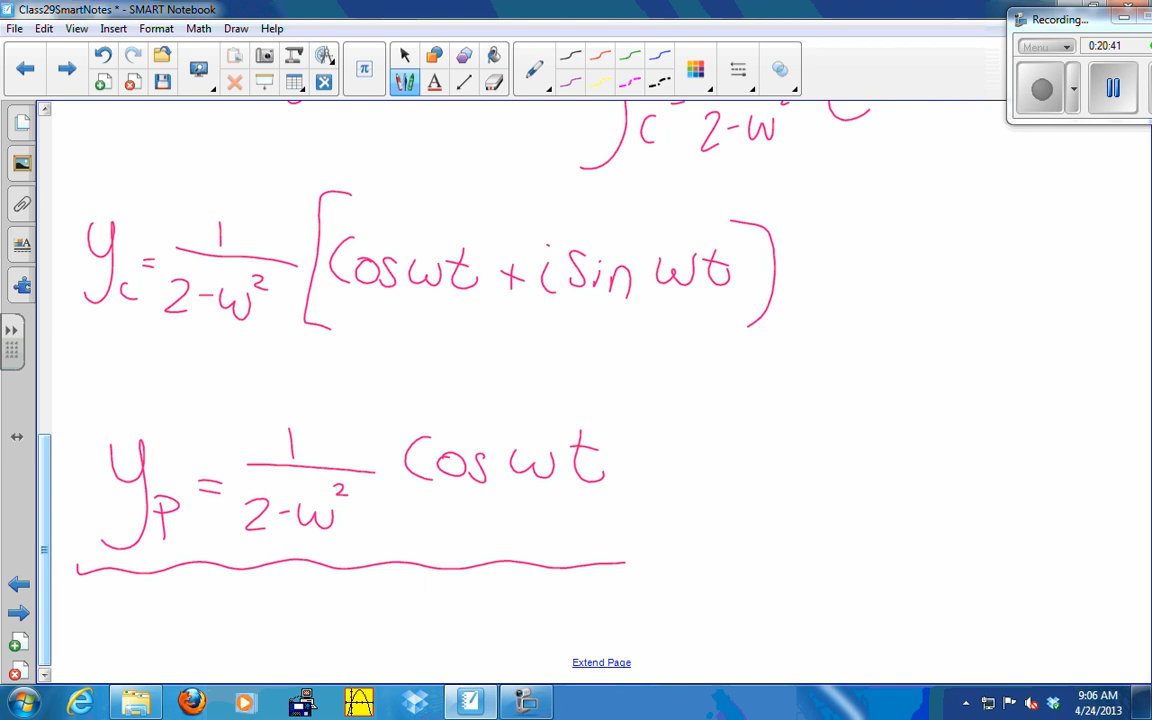 Class29SmartNotes * - SMART Notebook
File Edit View Insert Format Math Draw Help
Recording...
Menu 0:20:41
π
y_c = 1/(2-w²) e
y_c = 1/(2-w²) [cos wt + i sin wt)
y_p = 1/(2-w²) cos wt
Extend Page
9:06 AM
4/24/2013